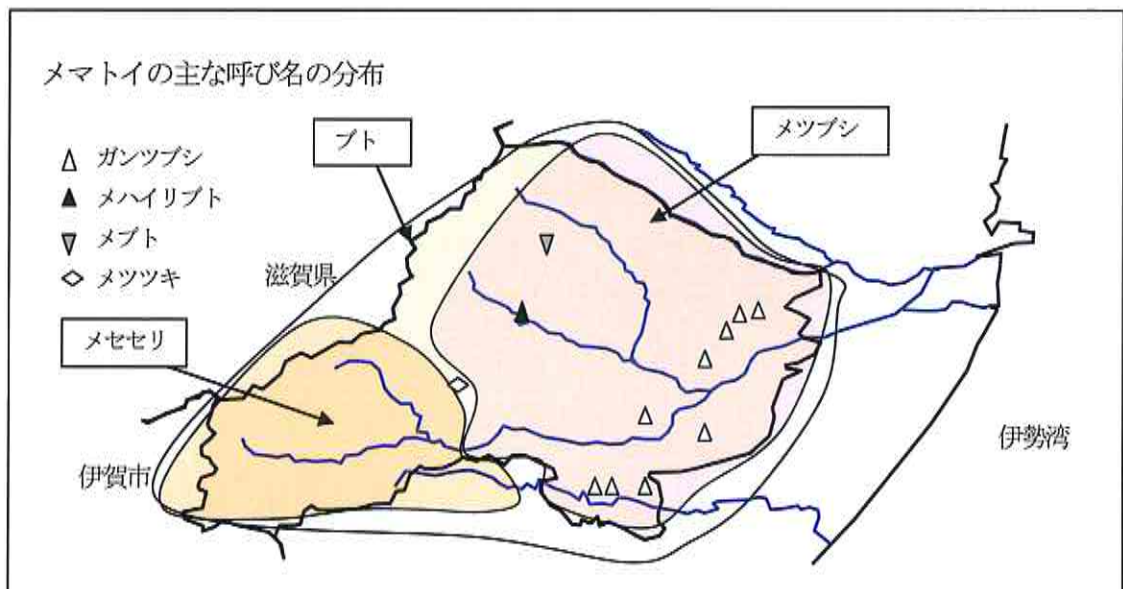 メマトイの主な呼び名の分布
ブト
メツブシ
ガンツブシ
メハイリブト
メブト
メツツキ
滋賀県
メセセリ
伊賀市
伊勢湾